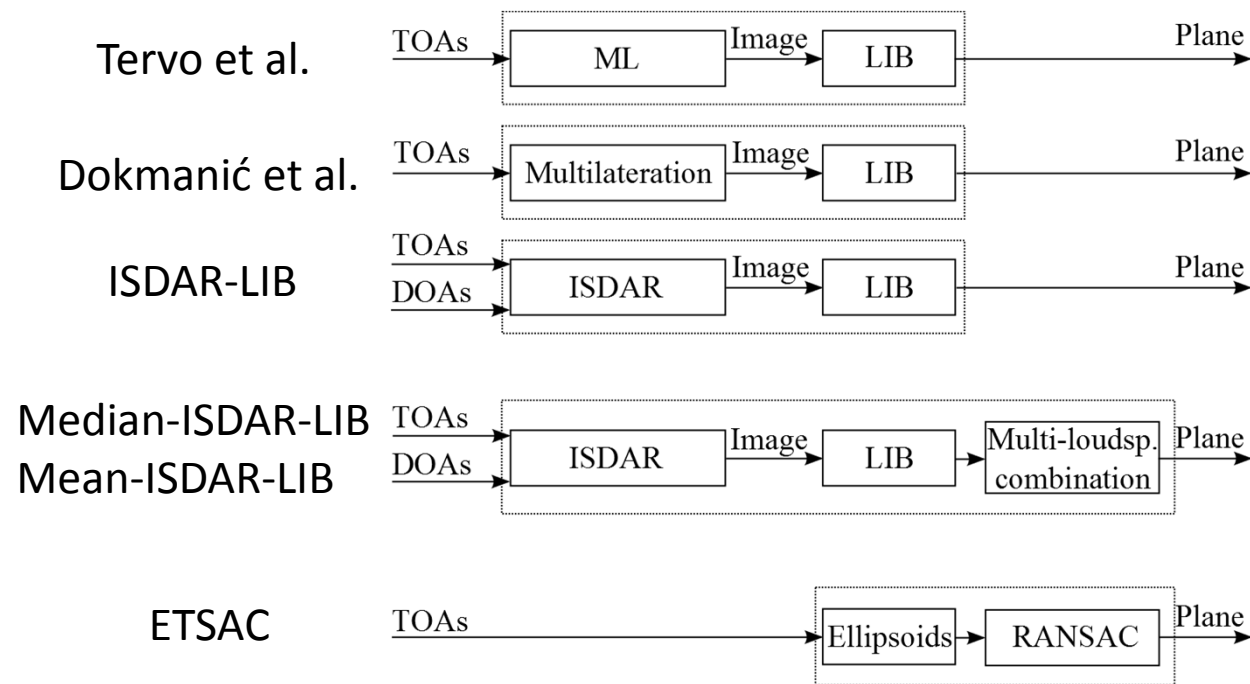 Tervo et al.
TOAs
ML
Image
LIB
Plane
Dokmanić et al.
TOAs
Multilateration
Image
LIB
Plane
ISDAR-LIB
TOAs
DOAs
ISDAR
Image
LIB
Plane
Median-ISDAR-LIB
Mean-ISDAR-LIB
TOAs
DOAs
ISDAR
Image
LIB
Multi-loudsp.
combination
Plane
ETSAC
TOAs
Ellipsoids
RANSAC
Plane